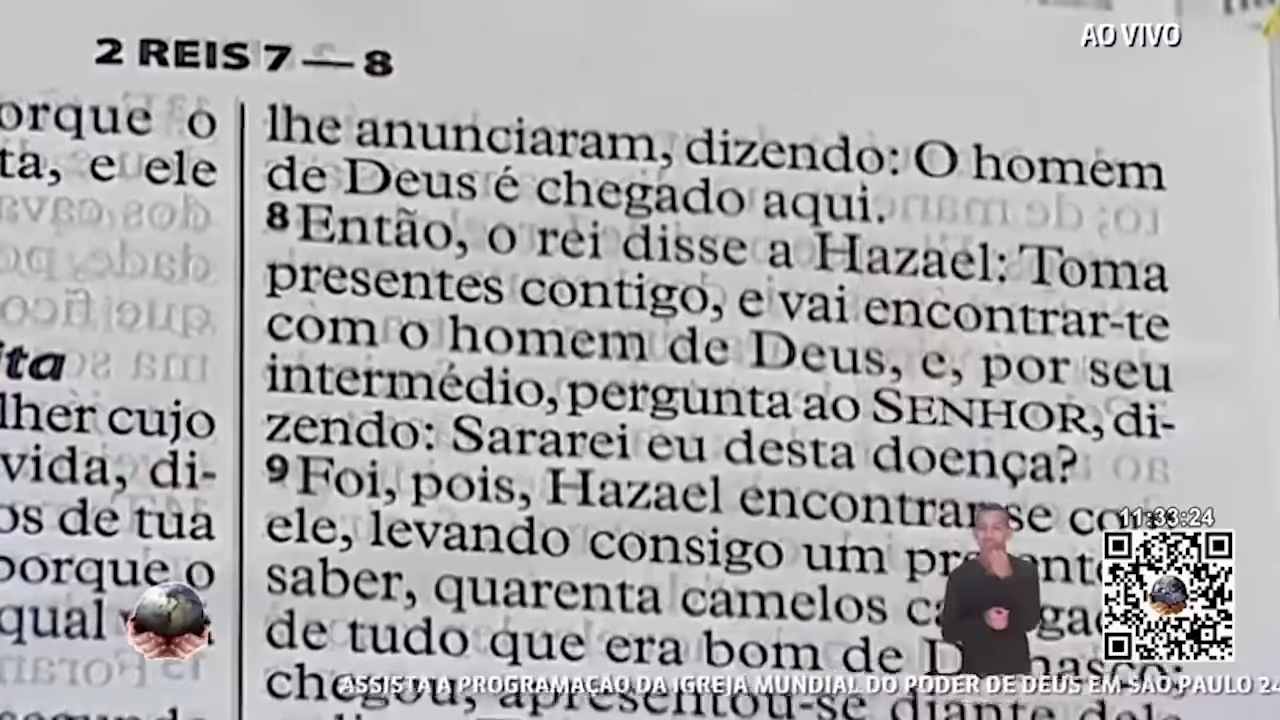 AO VIVO
2 REIS 7 — 8
orque o
ta, e ele
ita
lher cujo
vida, di-
os de tua
porque o
qual
lhe anunciaram, dizendo: O homem
de Deus é chegado aqui.
8 Então, o rei disse a Hazael: Toma
presentes contigo, e vai encontrar-te
com o homem de Deus, e, por seu
intermédio, pergunta ao SENHOR, di-
zendo: Sararei eu desta doença?
9 Foi, pois, Hazael encontrar-se
ele, levando consigo um
saber, quarenta camelos
de tudo que era bom de
chegou, apresentou-se diante
11:33:24
ASSISTA A PROGRAMAÇÃO DA IGREJA MUNDIAL DO PODER DE DEUS EM SÃO PAULO 24